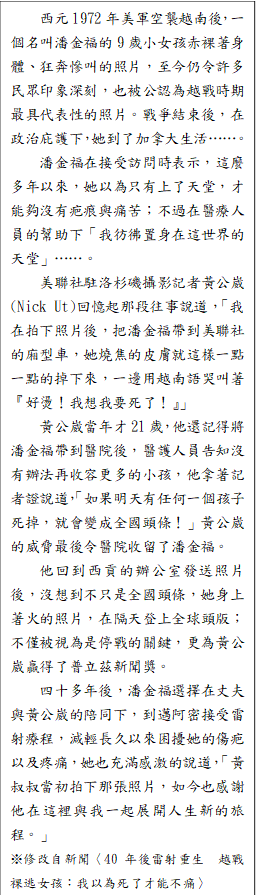 西元1972年美軍空襲越南後，一
個名叫潘金福的9歲小女孩赤裸著身
體、狂奔慘叫的照片，至今仍令許多
民眾印象深刻，也被公認為越戰時期
最具代表性的照片。戰爭結束後，在
政治庇護下，她到了加拿大生活……。
潘金福在接受訪問時表示，這麼
多年以來，她以為只有上了天堂，才
能夠沒有疤痕與痛苦；不過在醫療人
員的幫助下「我彷彿置身在這世界的
天堂」……。
美聯社駐洛杉磯攝影記者黃公崴
(Nick Ut)回憶起那段往事說道，「我
在拍下照片後，把潘金福帶到美聯社
的廂型車，她燒焦的皮膚就這樣一點
一點的掉下來，一邊用越南語哭叫著
『好燙！我想我要死了！』」
黃公崴當年才21歲，他還記得將
潘金福帶到醫院後，醫護人員告知沒
有辦法再收容更多的小孩，他拿著記
者證說道，「如果明天有任何一個孩子
死掉，就會變成全國頭條！」黃公崴
的威脅最後令醫院收留了潘金福。
他回到西貢的辦公室發送照片
後，沒想到不只是全國頭條，她身上
著火的照片，在隔天登上全球頭版；
不僅被視為是停戰的關鍵，更為黃公
崴贏得了普立茲新聞獎。
四十多年後，潘金福選擇在丈夫
與黃公崴的陪同下，到邁阿密接受雷
射療程，減輕長久以來困擾她的傷疤
以及疼痛，她也充滿感激的說道，「黃
叔叔當初拍下那張照片，如今也感謝
他在這裡與我一起展開人生新的旅
程。」
※修改自新聞〈40 年後雷射重生　越戰
裸逃女孩：我以為死了才能不痛〉